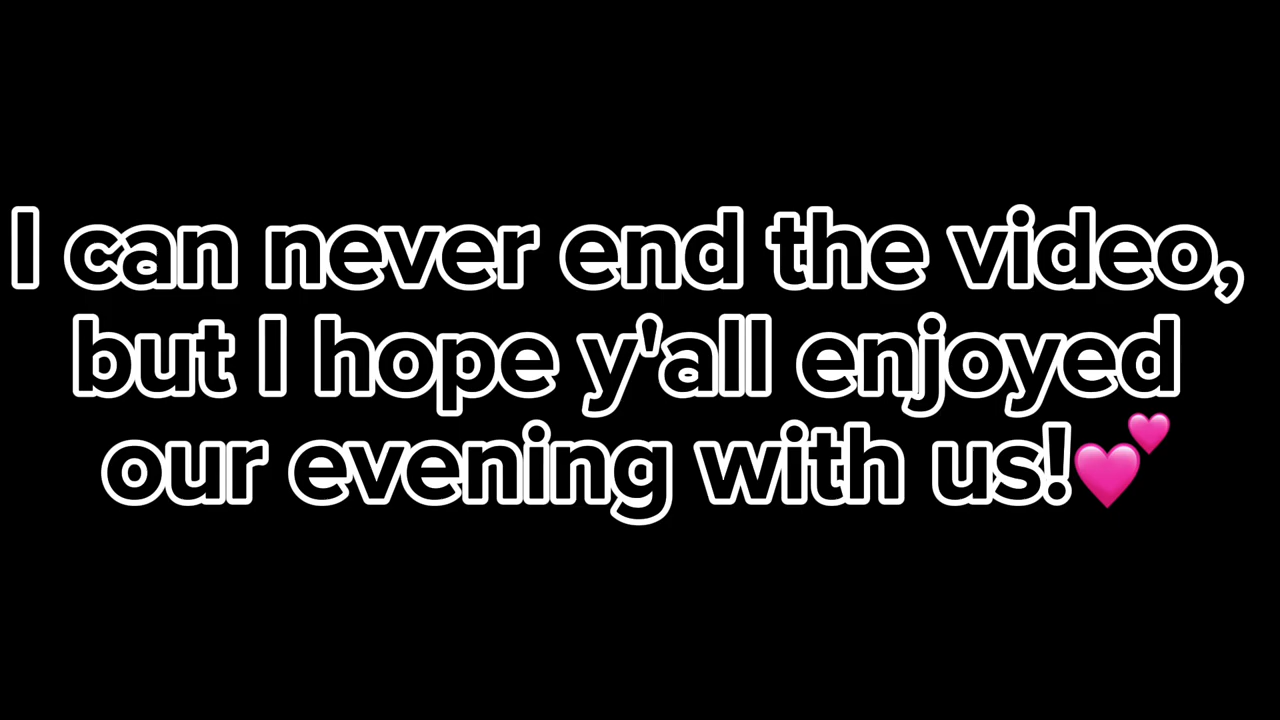 I can never end the video,
but I hope y'all enjoyed
our evening with us!💕